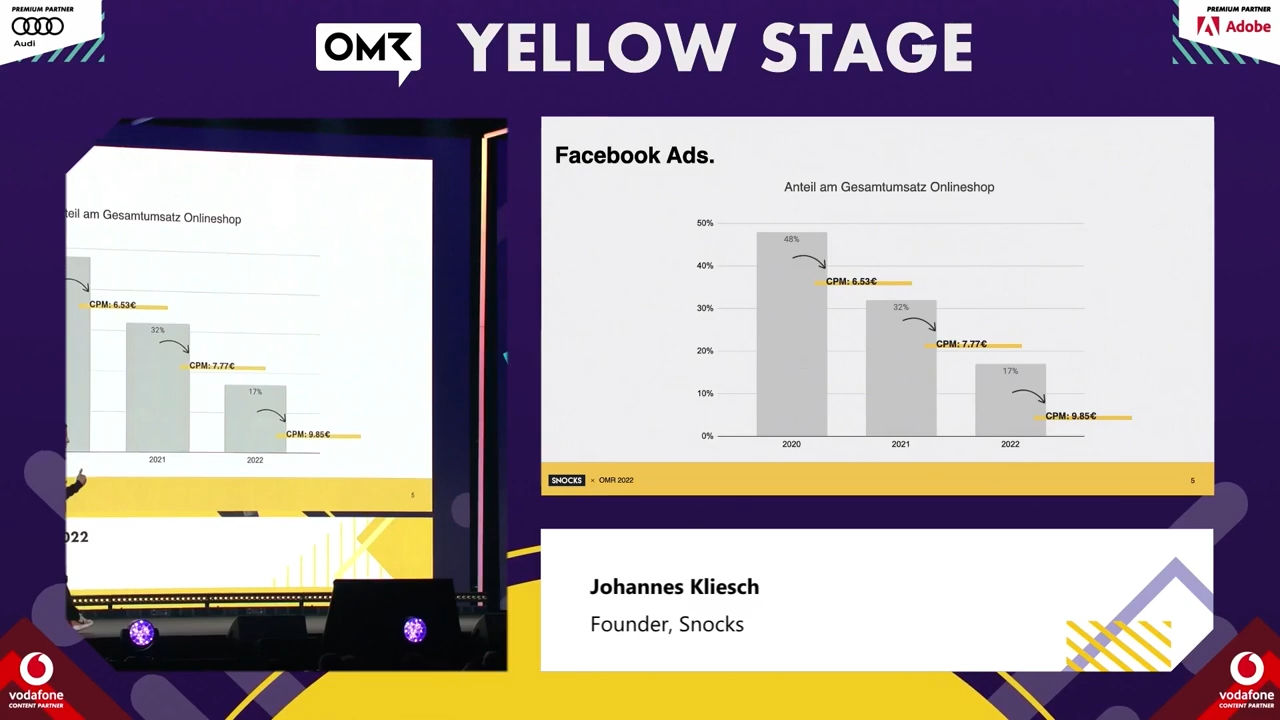 PREMIUM PARTNER
Audi
OMR YELLOW STAGE
PREMIUM PARTNER
Adobe
teil am Gesamtumsatz Onlineshop
CPM: 6.53€
32%
CPM: 7.77€
17%
CPM: 9.85€
2021
2022
5
022
Facebook Ads.
Anteil am Gesamtumsatz Onlineshop
50%
40%
30%
20%
10%
0%
48%
CPM: 6.53€
32%
CPM: 7.77€
17%
CPM: 9.85€
2020
2021
2022
SNOCKS × OMR 2022
5
Johannes Kliesch
Founder, Snocks
vodafone
CONTENT PARTNER
vodafone
CONTENT PARTNER